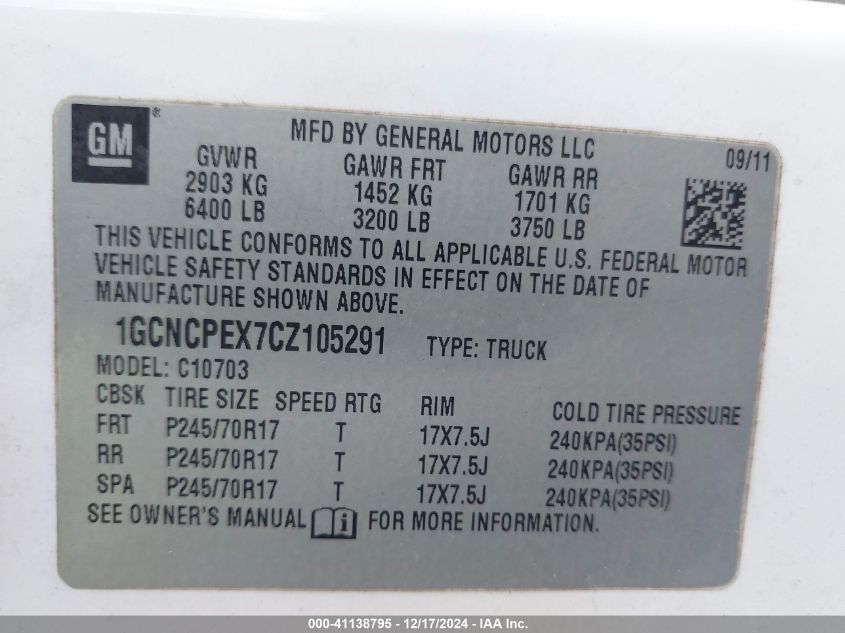 GM®
MFD BY GENERAL MOTORS LLC
09/11
GVWR GAWR FRT GAWR RR
2903 KG 1452 KG 1701 KG
6400 LB 3200 LB 3750 LB
THIS VEHICLE CONFORMS TO ALL APPLICABLE U.S. FEDERAL MOTOR
VEHICLE SAFETY STANDARDS IN EFFECT ON THE DATE OF
MANUFACTURE SHOWN ABOVE.
1GCNCPEX7CZ105291 TYPE: TRUCK
MODEL: C10703
CBSK TIRE SIZE SPEED RTG RIM COLD TIRE PRESSURE
FRT P245/70R17 T 17X7.5J 240KPA(35PSI)
RR P245/70R17 T 17X7.5J 240KPA(35PSI)
SPA P245/70R17 T 17X7.5J 240KPA(35PSI)
SEE OWNER'S MANUAL i FOR MORE INFORMATION.
000-41138795 - 12/17/2024 - IAA Inc.